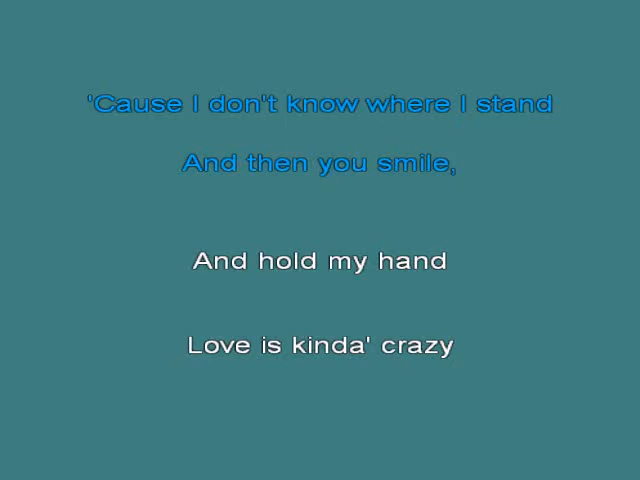 'Cause I don't know where I stand
And then you smile,
And hold my hand
Love is kinda' crazy